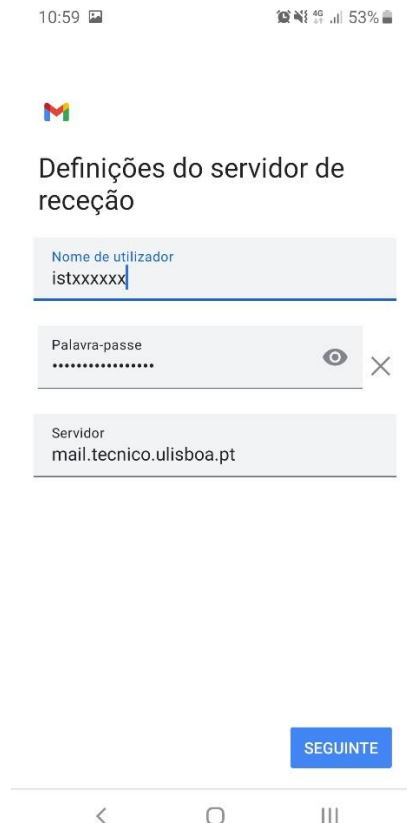 10:59 4G 53%
Definições do servidor de
receção
Nome de utilizador
istxxxxxx
Palavra-passe
•••••••••••••••••
Servidor
mail.tecnico.ulisboa.pt
SEGUINTE